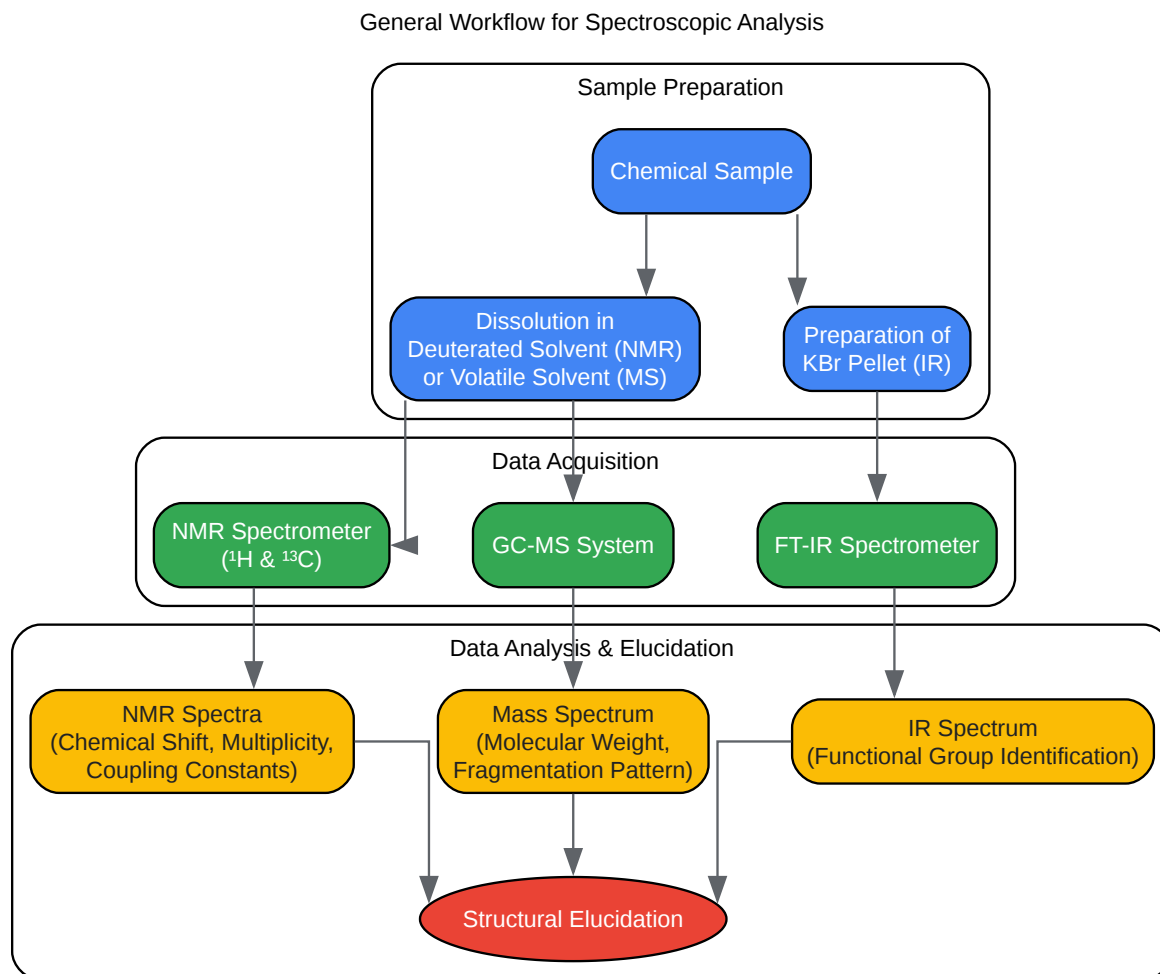 General Workflow for Spectroscopic Analysis
Sample Preparation
Chemical Sample
Dissolution in
Deuterated Solvent (NMR)
or Volatile Solvent (MS)
Preparation of
KBr Pellet (IR)
Data Acquisition
NMR Spectrometer
(¹H & ¹³C)
GC-MS System
FT-IR Spectrometer
Data Analysis & Elucidation
NMR Spectra
(Chemical Shift, Multiplicity,
Coupling Constants)
Mass Spectrum
(Molecular Weight,
Fragmentation Pattern)
IR Spectrum
(Functional Group Identification)
Structural Elucidation